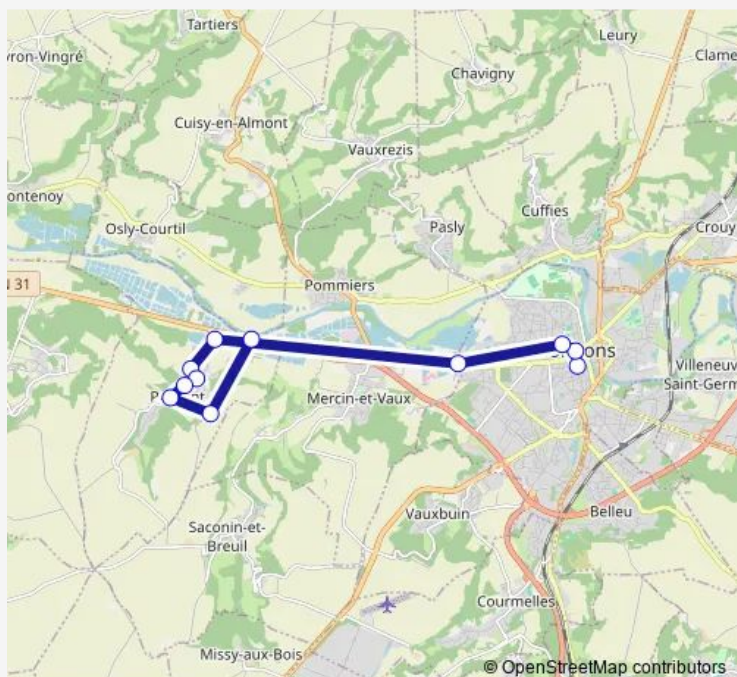 Tartiers
Leury
yron-Vingré
Clame
Chavigny
Cuisy-en-Almont
Vauxrezis
ontenoy
Cuffies
Osly-Courtil
Pasly
Crouy
N 31
Pommiers
ons
Villeneuv
Saint-Germ
Mercin-et-Vaux
Vauxbuin
Belleu
Saconin-et-
Breuil
Courmelles
Missy-aux-Bois
© OpenStreetMap contributors